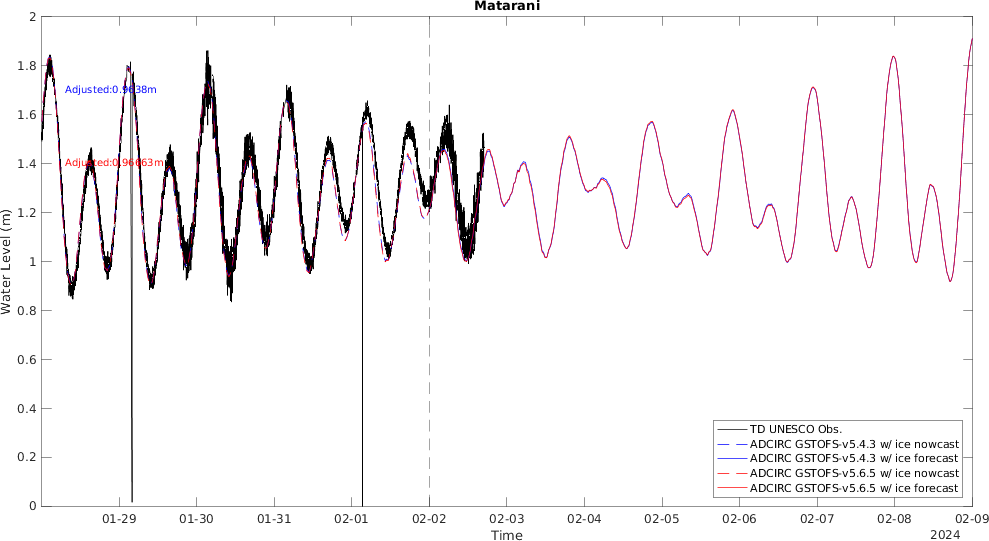 Matarani
2
1.8
1.6
1.4
1.2
1
0.8
0.6
0.4
0.2
0
Water Level (m)
Adjusted:0.9638m
Adjusted:0.96663m
TD UNESCO Obs.
ADCIRC GSTOFS-v5.4.3 w/ ice nowcast
ADCIRC GSTOFS-v5.4.3 w/ ice forecast
ADCIRC GSTOFS-v5.6.5 w/ ice nowcast
ADCIRC GSTOFS-v5.6.5 w/ ice forecast
01-29 01-30 01-31 02-01 02-02 02-03 02-04 02-05 02-06 02-07 02-08 02-09
Time
2024